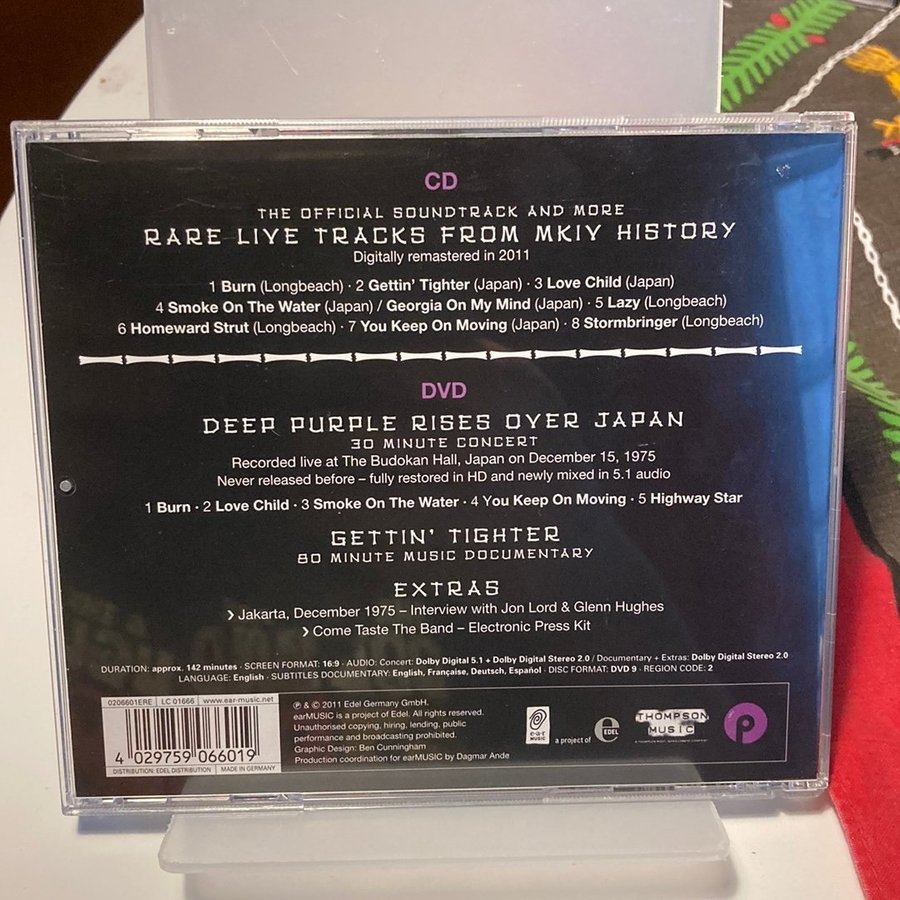 CD
THE OFFICIAL SOUNDTRACK AND MORE
RARE LIVE TRACKS FROM MKIV HISTORY
Digitally remastered in 2011
1 Burn (Longbeach) · 2 Gettin' Tighter (Japan) · 3 Love Child (Japan)
4 Smoke On The Water (Japan) / Georgia On My Mind (Japan) · 5 Lazy (Longbeach)
6 Homeward Strut (Longbeach) · 7 You Keep On Moving (Japan) · 8 Stormbringer (Longbeach)
DVD
DEEP PURPLE RISES OVER JAPAN
30 MINUTE CONCERT
Recorded live at The Budokan Hall, Japan on December 15, 1975
Never released before – fully restored in HD and newly mixed in 5.1 audio
1 Burn · 2 Love Child · 3 Smoke On The Water · 4 You Keep On Moving · 5 Highway Star
GETTIN' TIGHTER
80 MINUTE MUSIC DOCUMENTARY
EXTRAS
› Jakarta, December 1975 – Interview with Jon Lord & Glenn Hughes
› Come Taste The Band – Electronic Press Kit
DURATION: approx. 142 minutes · SCREEN FORMAT: 16:9 · AUDIO: Concert: Dolby Digital 5.1 + Dolby Digital Stereo 2.0 / Documentary + Extras: Dolby Digital Stereo 2.0
LANGUAGE: English · SUBTITLES DOCUMENTARY: English, Française, Deutsch, Español · DISC FORMAT: DVD 9 · REGION CODE: 2
0206601ERE | LC 01666 | www.ear-music.net
4 029759 066019
DISTRIBUTION: EDEL DISTRIBUTION | MADE IN GERMANY
℗ & © 2011 Edel Germany GmbH.
earMUSIC is a project of Edel. All rights reserved.
Unauthorised copying, hiring, lending, public
performance and broadcasting prohibited.
Graphic Design: Ben Cunningham
Production coordination for earMUSIC by Dagmar Ande
e·a·r
MUSIC
a project of
EDEL
THOMPSON
MUSIC